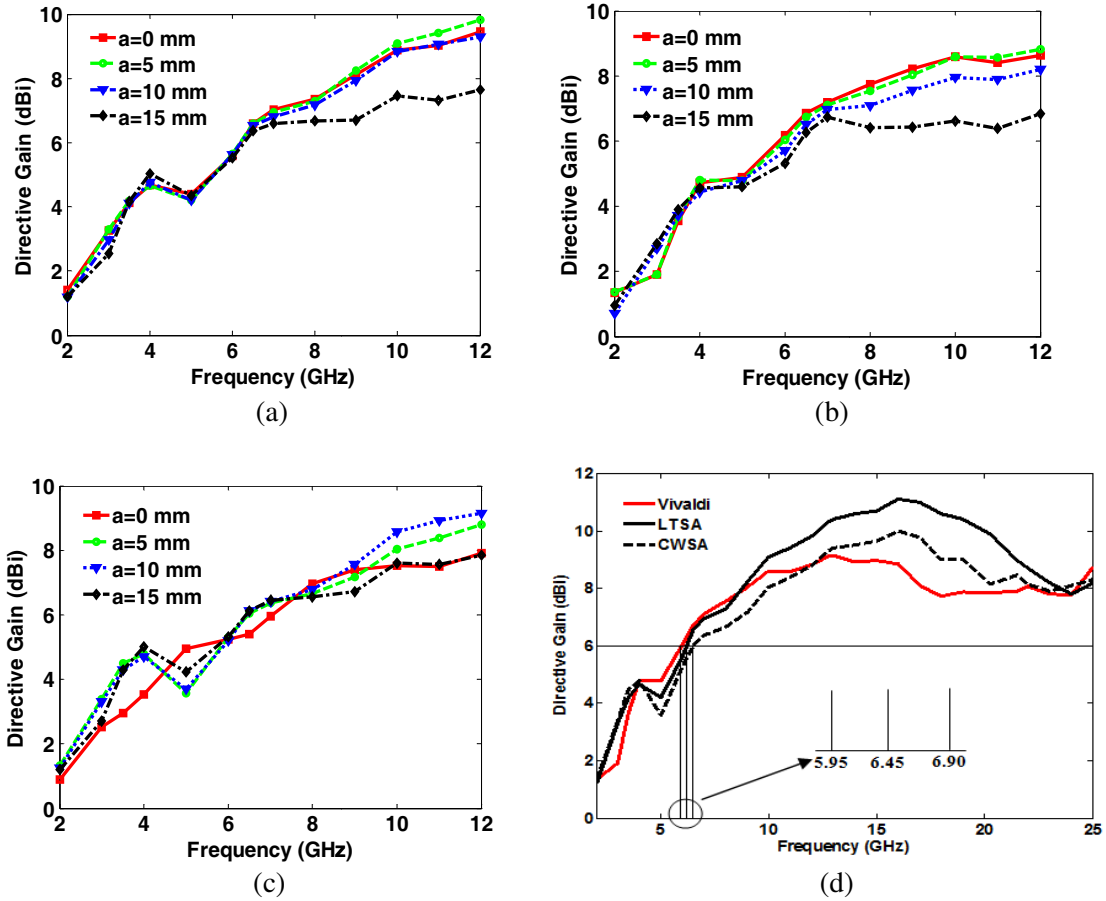 10
8
6
4
2
0
Directive Gain (dBi)
a=0 mm
a=5 mm
a=10 mm
a=15 mm
2 4 6 8 10 12
Frequency (GHz)
(a)
10
8
6
4
2
0
Directive Gain (dBi)
a=0 mm
a=5 mm
a=10 mm
a=15 mm
2 4 6 8 10 12
Frequency (GHz)
(b)
10
8
6
4
2
0
Directive Gain (dBi)
a=0 mm
a=5 mm
a=10 mm
a=15 mm
2 4 6 8 10 12
Frequency (GHz)
(c)
12
10
8
6
4
2
0
Directive Gain (dBi)
Vivaldi
LTSA
CWSA
5.95 6.45 6.90
5 10 15 20 25
Frequency (GHz)
(d)